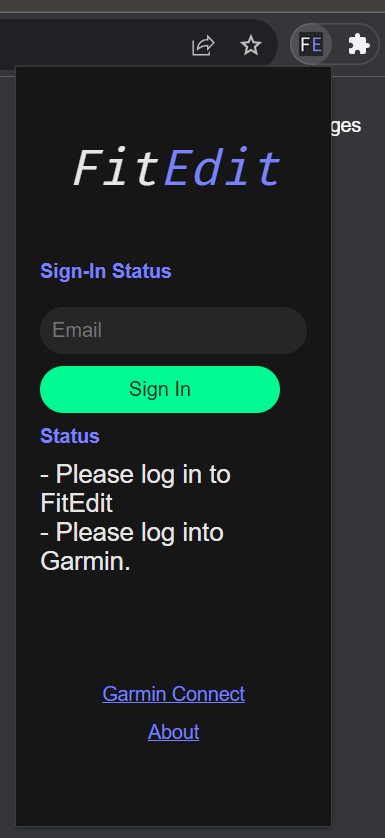 FE
ges
FitEdit
Sign-In Status
Email
Sign In
Status
- Please log in to
FitEdit
- Please log into
Garmin.
Garmin Connect
About